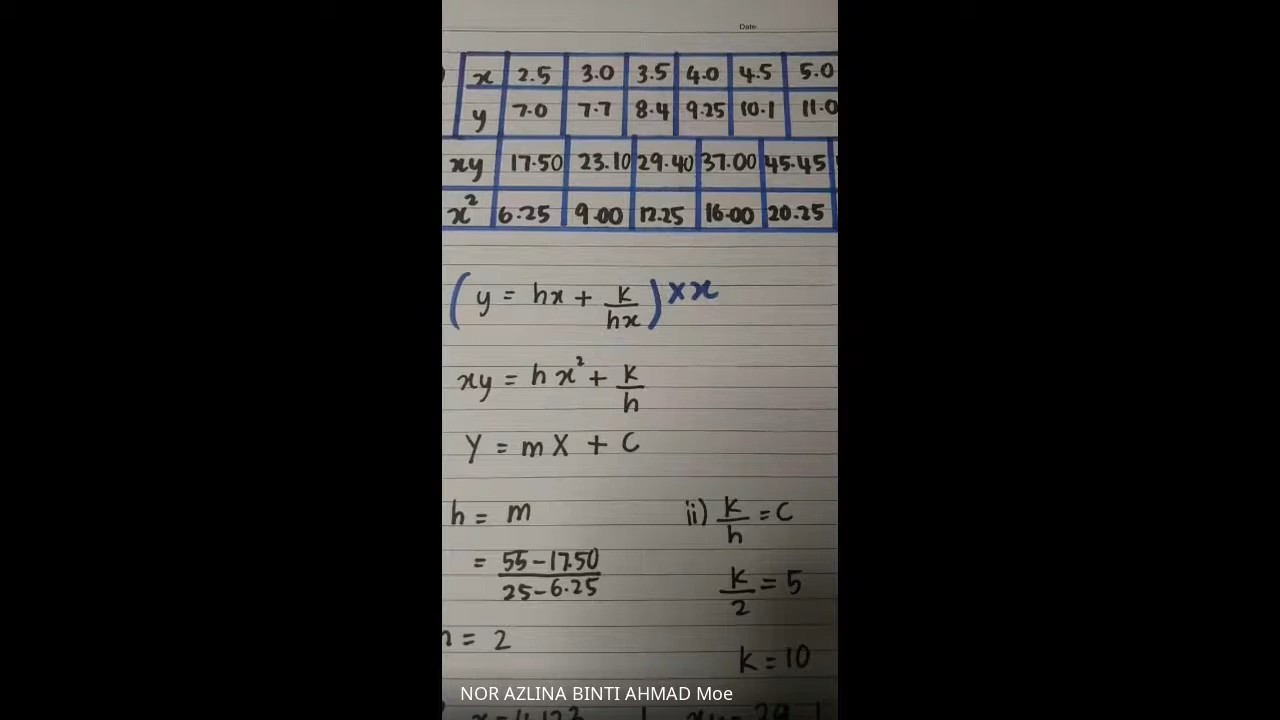 Date
x 2.5 3.0 3.5 4.0 4.5 5.0
y 7.0 7.7 8.4 9.25 10.1 11.0
xy 17.50 23.10 29.40 37.00 45.45
x² 6.25 9.00 12.25 16.00 20.25
(y = hx + k/hx) × x
xy = hx² + k/h
Y = mX + C
h = m ii) k/h = C
= 55 - 17.50 / 25 - 6.25 k/2 = 5
h = 2 k = 10
NOR AZLINA BINTI AHMAD Moe